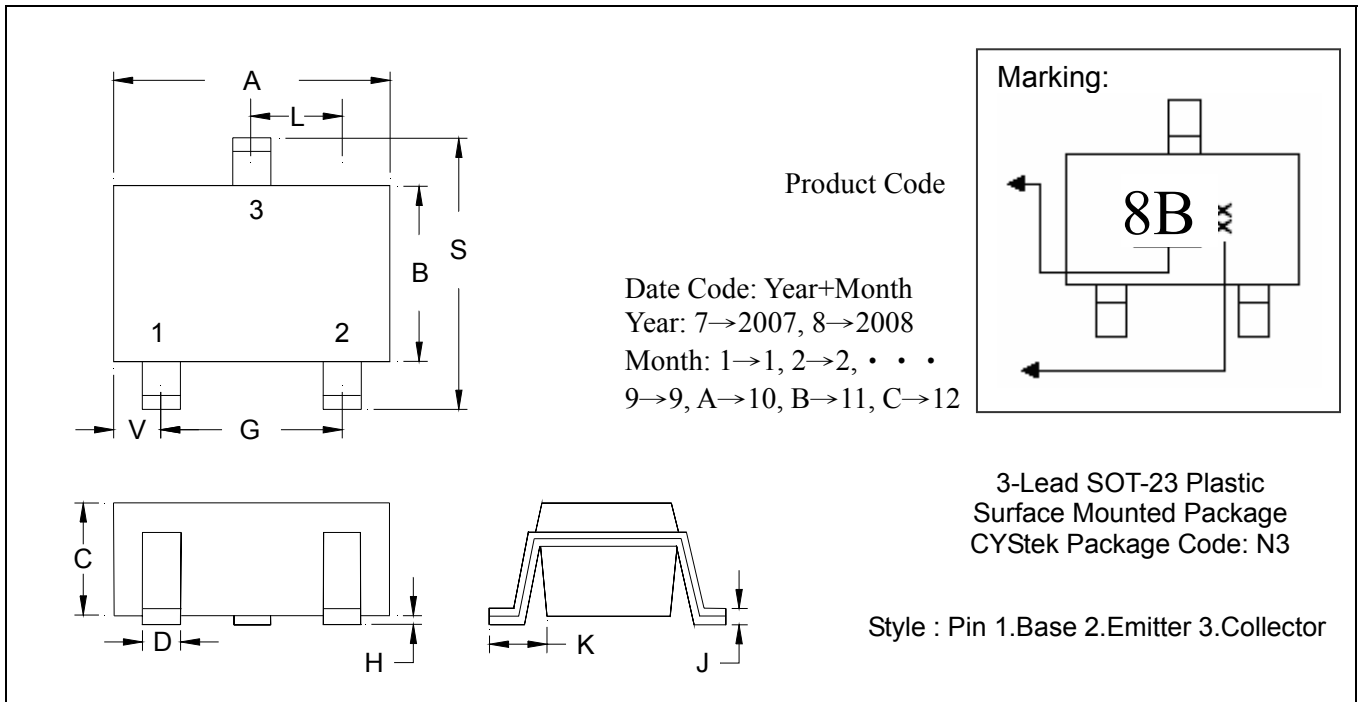 A
L
3
S
B
1
2
V
G
C
D
H
K
J
Marking:
Product Code
8B
XX
Date Code: Year+Month
Year: 7→2007, 8→2008
Month: 1→1, 2→2,・・・
9→9, A→10, B→11, C→12
3-Lead SOT-23 Plastic
Surface Mounted Package
CYStek Package Code: N3
Style : Pin 1.Base 2.Emitter 3.Collector